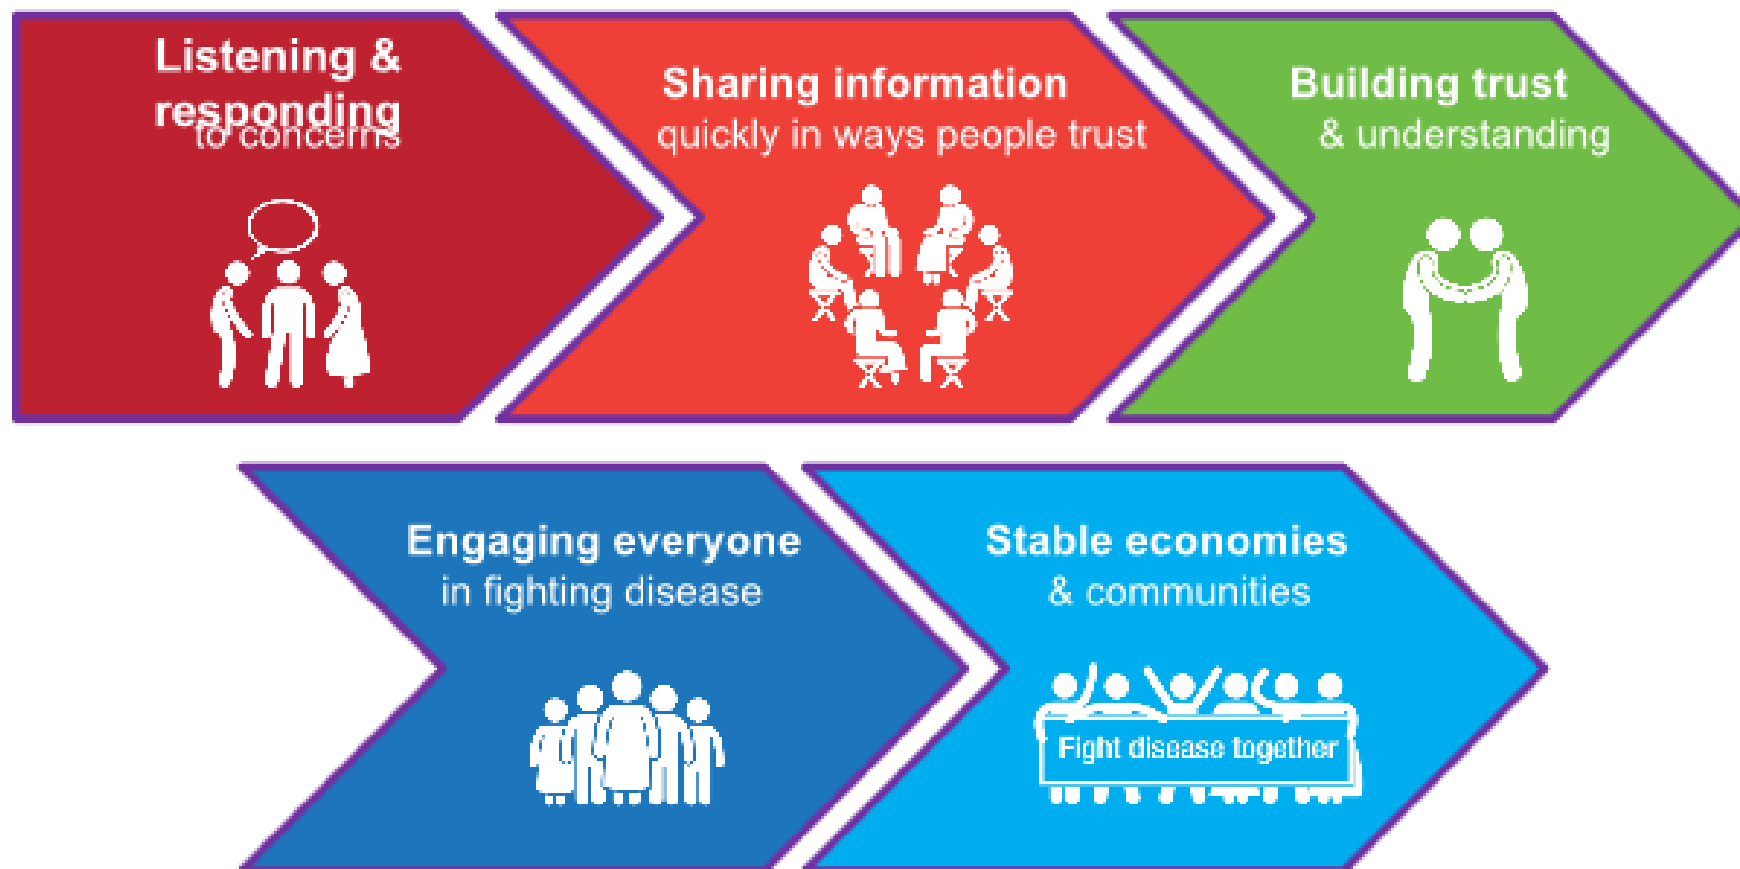 Listening &
responding
to concerns
Sharing information
quickly in ways people trust
Building trust
& understanding
Engaging everyone
in fighting disease
Stable economies
& communities
Fight disease together